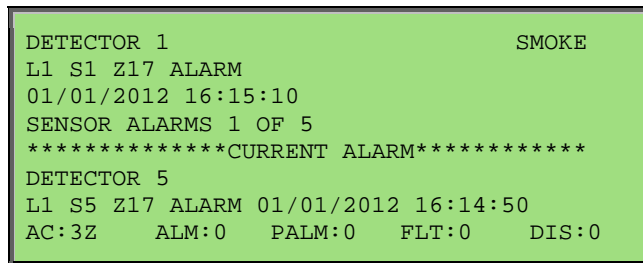 DETECTOR 1 SMOKE
L1 S1 Z17 ALARM
01/01/2012 16:15:10
SENSOR ALARMS 1 OF 5
**************CURRENT ALARM************
DETECTOR 5
L1 S5 Z17 ALARM 01/01/2012 16:14:50
AC:3Z ALM:0 PALM:0 FLT:0 DIS:0